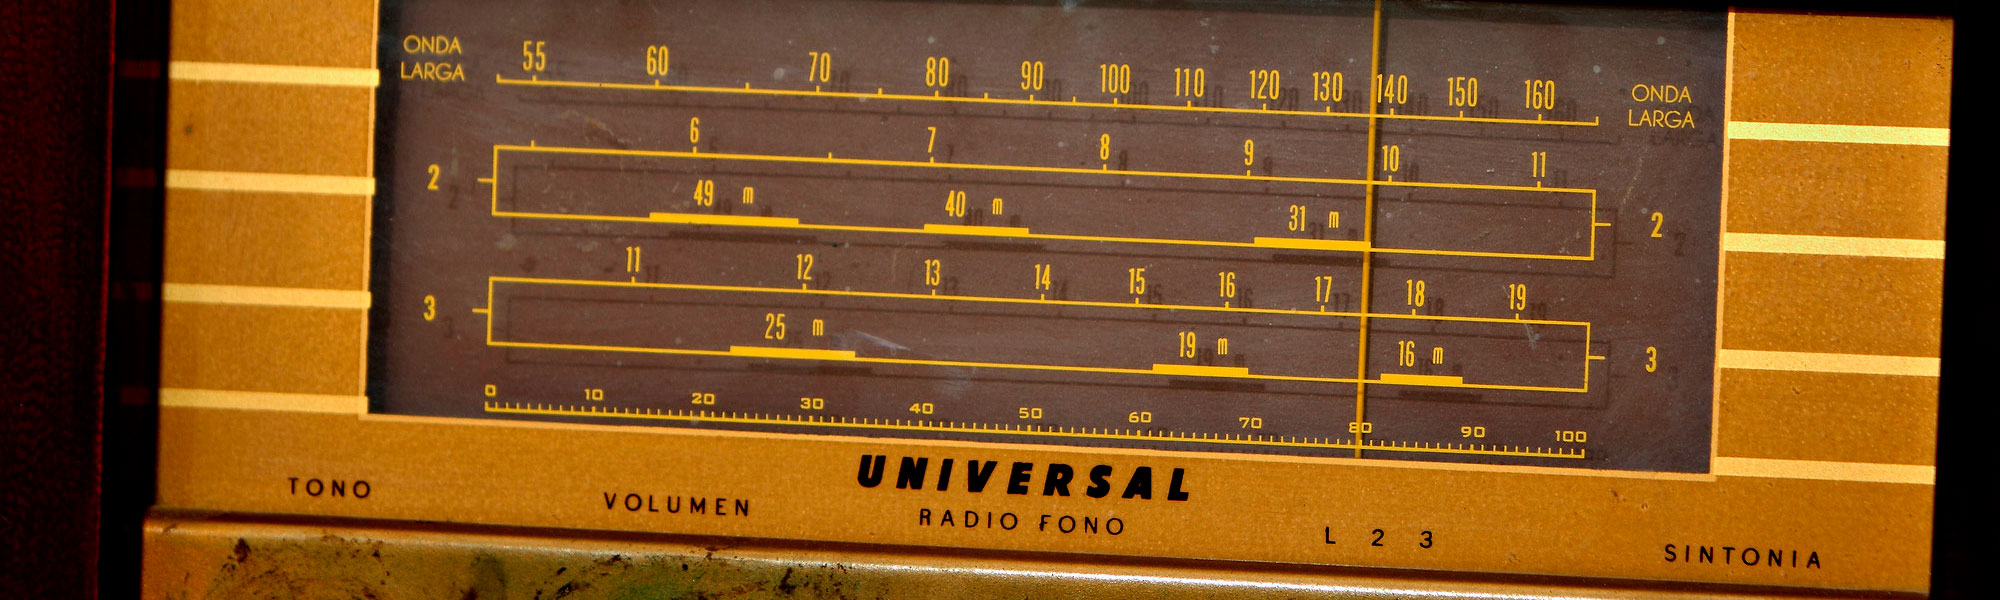 ONDA LARGA 55 60 70 80 90 100 110 120 130 140 150 160 ONDA LARGA
6 7 8 9 10 11
2 49 m 40 m 31 m 2
11 12 13 14 15 16 17 18 19
3 25 m 19 m 16 m 3
0 10 20 30 40 50 60 70 80 90 100
UNIVERSAL
TONO VOLUMEN RADIO FONO L 2 3 SINTONIA